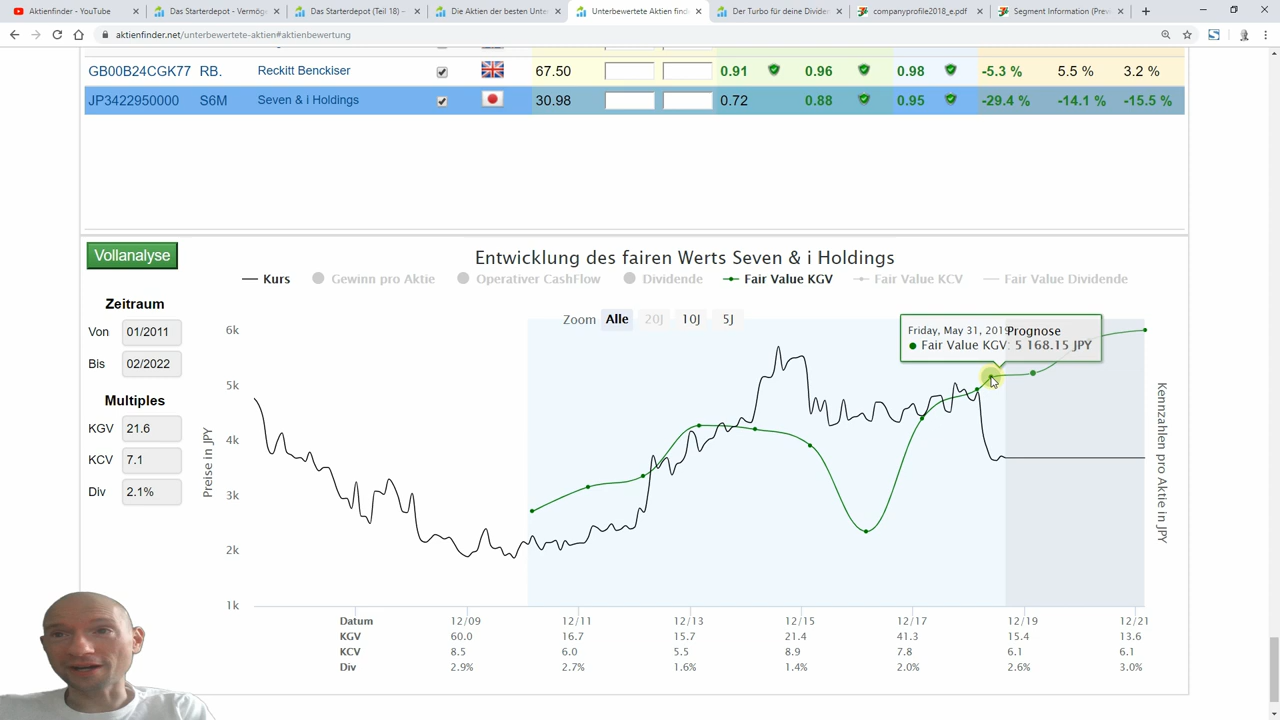 Aktienfinder - YouTube
Das Starterdepot - Vermög
Das Starterdepot (Teil 18) -
Die Aktien der besten Unte
Unterbewertete Aktien find
Der Turbo für deine Divide
companyprofile2018_e.pdf
Segment Information (Prev
aktienfinder.net/unterbewertete-aktien#aktienbewertung
GB00B24CGK77 RB. Reckitt Benckiser 67.50 0.91 0.96 0.98 -5.3 % 5.5 % 3.2 %
JP3422950000 S6M Seven & i Holdings 30.98 0.72 0.88 0.95 -29.4 % -14.1 % -15.5 %
Vollanalyse
Entwicklung des fairen Werts Seven & i Holdings
Kurs Gewinn pro Aktie Operativer CashFlow Dividende Fair Value KGV Fair Value KCV Fair Value Dividende
Zeitraum
Von 01/2011
Bis 02/2022
Multiples
KGV 21.6
KCV 7.1
Div 2.1%
Zoom Alle 20J 10J 5J
Friday, May 31, 2019
Prognose
Fair Value KGV: 5 168.15 JPY
6k
5k
4k
3k
2k
1k
Preise in JPY
Kennzahlen pro Aktie in JPY
Datum 12/09 12/11 12/13 12/15 12/17 12/19 12/21
KGV 60.0 16.7 15.7 21.4 41.3 15.4 13.6
KCV 8.5 6.0 5.5 8.9 7.8 6.1 6.1
Div 2.9% 2.7% 1.6% 1.4% 2.0% 2.6% 3.0%